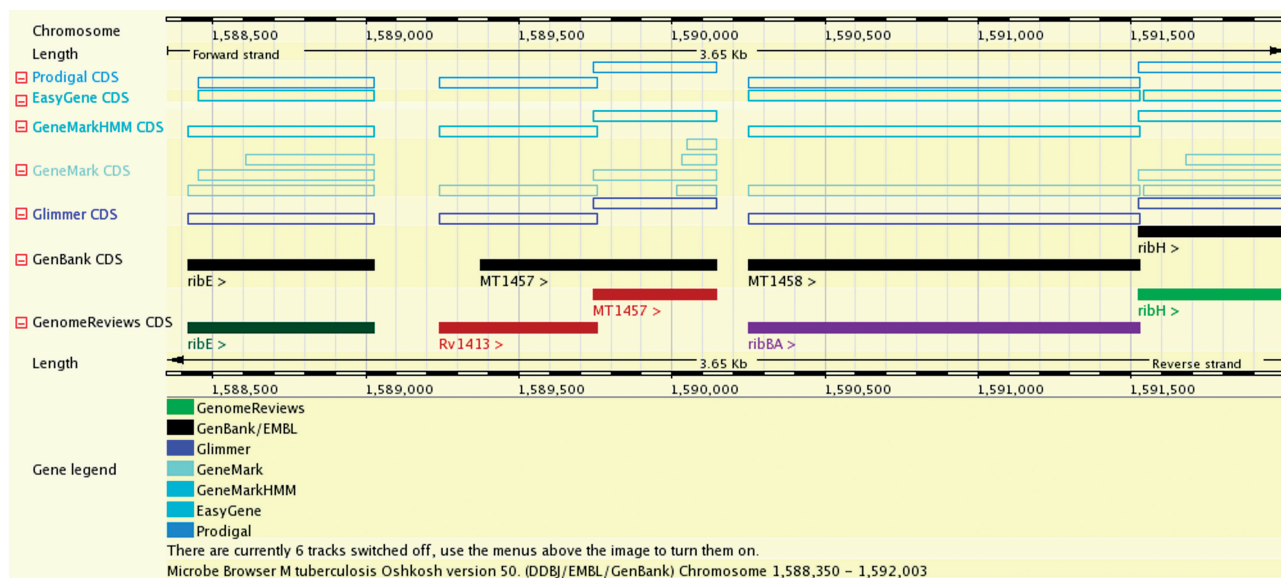 Chromosome 1,588,500 1,589,000 1,589,500 1,590,000 1,590,500 1,591,000 1,591,500
Length Forward strand 3.65 Kb
Prodigal CDS
EasyGene CDS
GeneMarkHMM CDS
GeneMark CDS
Glimmer CDS
ribH >
GenBank CDS
ribE > MT1457 > MT1458 >
MT1457 > ribH >
GenomeReviews CDS
ribE > Rv1413 > ribBA >
Length 3.65 Kb Reverse strand
1,588,500 1,589,000 1,589,500 1,590,000 1,590,500 1,591,000 1,591,500
GenomeReviews
GenBank/EMBL
Glimmer
Gene legend GeneMark
GeneMarkHMM
EasyGene
Prodigal
There are currently 6 tracks switched off, use the menus above the image to turn them on.
Microbe Browser M tuberculosis Oshkosh version 50. (DDBJ/EMBL/GenBank) Chromosome 1,588,350 - 1,592,003